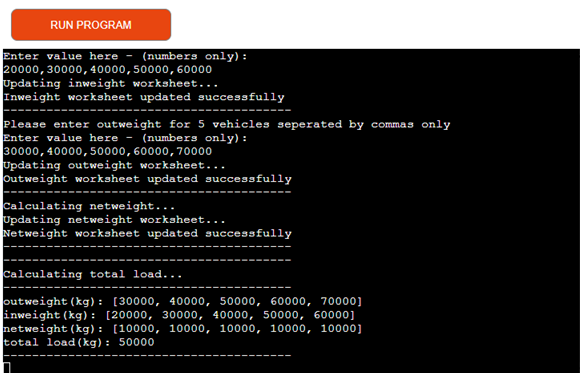 RUN PROGRAM
Enter value here - (numbers only):
20000,30000,40000,50000,60000
Updating inweight worksheet...
Inweight worksheet updated successfully
----------------------------------------
Please enter outweight for 5 vehicles seperated by commas only
Enter value here - (numbers only):
30000,40000,50000,60000,70000
Updating outweight worksheet...
Outweight worksheet updated successfully
----------------------------------------
Calculating netweight...
Updating netweight worksheet...
Netweight worksheet updated successfully
----------------------------------------
----------------------------------------
Calculating total load...
----------------------------------------
outweight(kg): [30000, 40000, 50000, 60000, 70000]
inweight(kg): [20000, 30000, 40000, 50000, 60000]
netweight(kg): [10000, 10000, 10000, 10000, 10000]
total load(kg): 50000
----------------------------------------